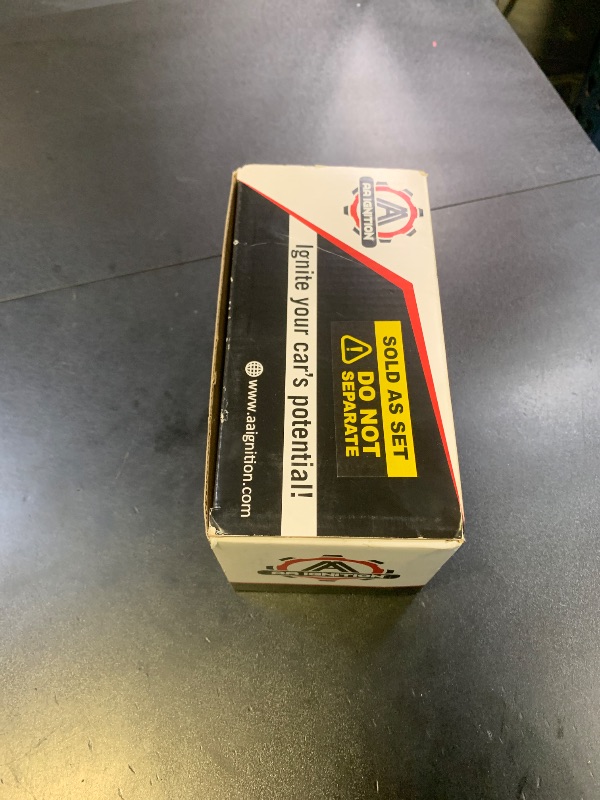 AA IGNITION
SOLD AS SET
DO NOT
SEPARATE
Ignite your car's potential!
www.aaignition.com
AA IGNITION